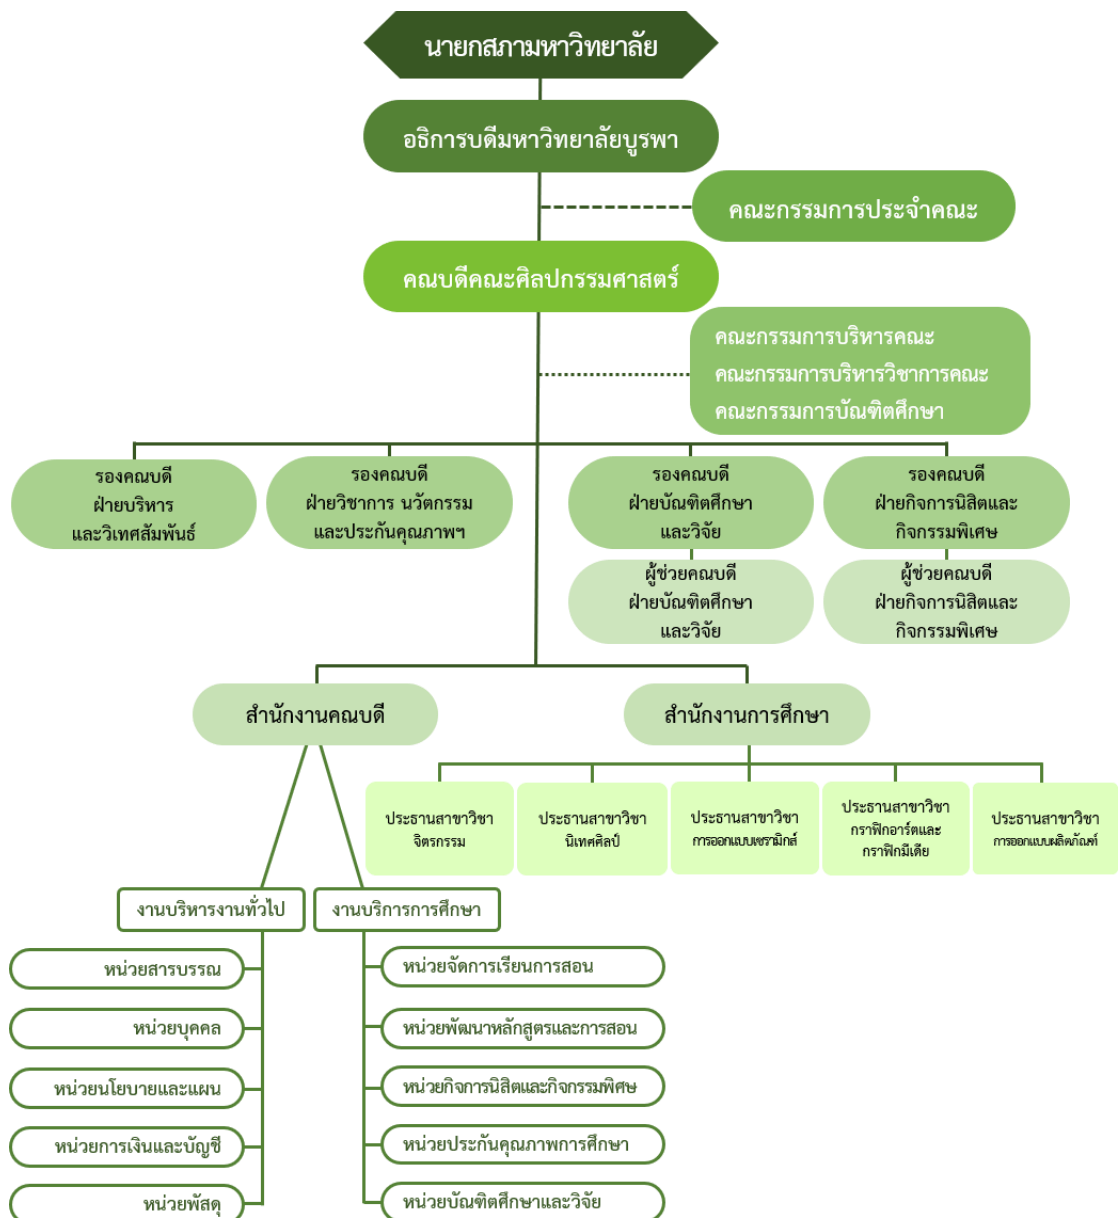 นายกสภามหาวิทยาลัย
อธิการบดีมหาวิทยาลัยบูรพา
คณะกรรมการประจำคณะ
คณบดีคณะศิลปกรรมศาสตร์
คณะกรรมการบริหารคณะ
คณะกรรมการบริหารวิชาการคณะ
คณะกรรมการบัณฑิตศึกษา
รองคณบดี
ฝ่ายบริหาร
และวิเทศสัมพันธ์
รองคณบดี
ฝ่ายวิชาการ นวัตกรรม
และประกันคุณภาพฯ
รองคณบดี
ฝ่ายบัณฑิตศึกษา
และวิจัย
รองคณบดี
ฝ่ายกิจการนิสิตและ
กิจกรรมพิเศษ
ผู้ช่วยคณบดี
ฝ่ายบัณฑิตศึกษา
และวิจัย
ผู้ช่วยคณบดี
ฝ่ายกิจการนิสิตและ
กิจกรรมพิเศษ
สำนักงานคณบดี
สำนักงานการศึกษา
ประธานสาขาวิชา
จิตรกรรม
ประธานสาขาวิชา
นิเทศศิลป์
ประธานสาขาวิชา
การออกแบบเซรามิกส์
ประธานสาขาวิชา
กราฟิกอาร์ตและ
กราฟิกมีเดีย
ประธานสาขาวิชา
การออกแบบผลิตภัณฑ์
งานบริหารงานทั่วไป
หน่วยสารบรรณ
หน่วยบุคคล
หน่วยนโยบายและแผน
หน่วยการเงินและบัญชี
หน่วยพัสดุ
งานบริการการศึกษา
หน่วยจัดการเรียนการสอน
หน่วยพัฒนาหลักสูตรและการสอน
หน่วยกิจการนิสิตและกิจกรรมพิศษ
หน่วยประกันคุณภาพการศึกษา
หน่วยบัณฑิตศึกษาและวิจัย